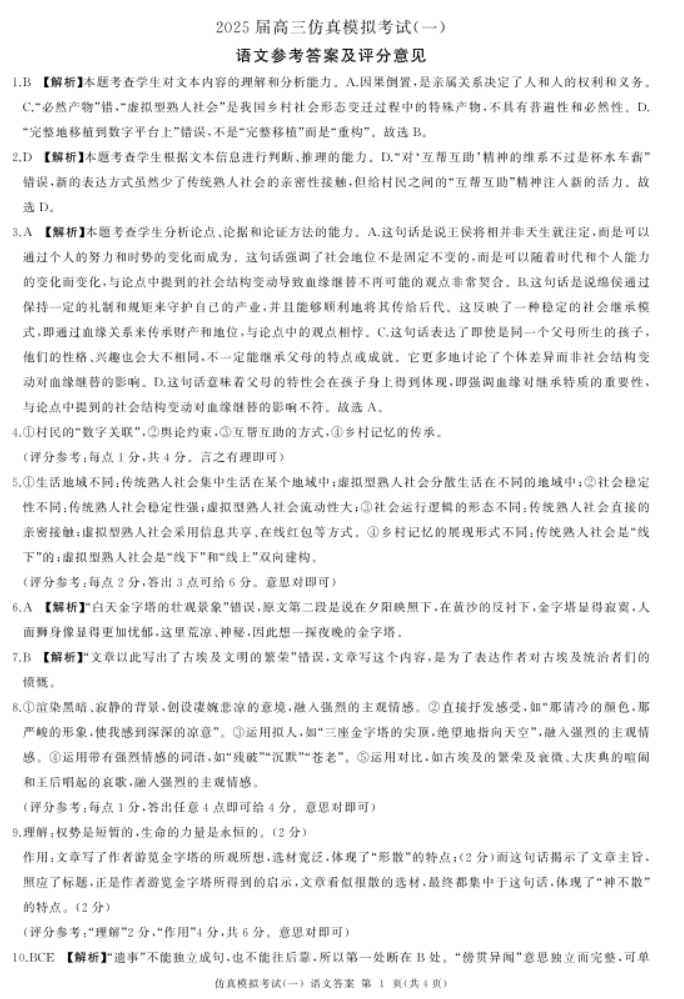 2025届高三仿真模拟考试(一)
语文参考答案及评分意见
1.B 【解析】本题考查学生对文本内容的理解和分析能力。A.因果倒置,是亲属关系决定了人和人的权利和义务。
C.“必然产物”错,“虚拟型熟人社会”是我国乡村社会形态变迁过程中的特殊产物,不具有普遍性和必然性。D.
“完整地移植到数字平台上”错误,不是“完整移植”而是“重构”。故选B。
2.D 【解析】本题考查学生根据文本信息进行判断、推理的能力。D.“对‘互帮互助’精神的维系不过是杯水车薪”
错误,新的表达方式虽然少了传统熟人社会的亲密性接触,但给村民之间的“互帮互助”精神注入新的活力。故
选D。
3.A 【解析】本题考查学生分析论点、论据和论证方法的能力。A.这句话是说王侯将相并非天生就注定,而是可以
通过个人的努力和时势的变化而成为。这句话强调了社会地位不是固定不变的,而是可以随着时代和个人能力
的变化而变化,与论点中提到的社会结构变动导致血缘继替不再可能的观点非常契合。B.这句话是说缙侯通过
保持一定的礼制和规矩来守护自己的产业,并且能够顺利地将其传给后代。这反映了一种稳定的社会继承模
式,即通过血缘关系来传承财产和地位,与论点中的观点相悖。C.这句话表达了即使是同一个父母所生的孩子,
他们的性格、兴趣也会大不相同,不一定能继承父母的特点或成就。它更多地讨论了个体差异而非社会结构变
动对血缘继替的影响。D.这句话意味着父母的特性会在孩子身上得到体现,即强调血缘对继承特质的重要性,
与论点中提到的社会结构变动对血缘继替的影响不符。故选A。
4.①村民的“数字关联”,②舆论约束,③互帮互助的方式,④乡村记忆的传承。
(评分参考:每点1分,共4分。言之有理即可)
5.①生活地域不同:传统熟人社会集中生活在某个地域中;虚拟型熟人社会分散生活在不同的地域中;②社会稳定
性不同:传统熟人社会稳定性强;虚拟型熟人社会流动性大;③社会运行逻辑的形态不同:传统熟人社会直接的
亲密接触;虚拟型熟人社会采用信息共享、在线红包等方式。④乡村记忆的展现形式不同:传统熟人社会是“线
下”的;虚拟型熟人社会是“线下”和“线上”双向建构。
(评分参考:每点2分,答出3点可给6分。意思对即可)
6.A 【解析】“白天金字塔的壮观景象”错误,原文第二段是说在夕阳映照下,在黄沙的反衬下,金字塔显得寂寞,人
面狮身像显得更加忧郁,这里荒凉、神秘,因此想一探夜晚的金字塔。
7.B 【解析】“文章以此写出了古埃及文明的繁荣”错误,文章写这个内容,是为了表达作者对古埃及统治者们的
愤慨。
8.①渲染黑暗、寂静的背景,创设凄婉悲凉的意境,融入强烈的主观情感。②直接抒发感受,如“那清冷的颜色,那
严峻的形象,使我感到深深的凉意”。③运用拟人,如“三座金字塔的尖顶,绝望地指向天空”,融入强烈的主观情
感。④运用带有强烈情感的词语,如“残破”“沉默”“苍老”。⑤运用对比,如古埃及的繁荣及衰微、大庆典的喧闹
和王后唱起的哀歌,融入强烈的主观情感。
(评分参考:每点1分,答出任意4点即可给4分。意思对即可)
9.理解:权势是短暂的,生命的力量是永恒的。(2分)
作用:文章写了作者游览金字塔的所观所想,选材宽泛,体现了“形散”的特点;(2分)而这句话揭示了文章主旨,
照应了标题,正是作者游览金字塔所得到的启示,文章看似很散的选材,最终都集中于这句话,体现了“神不散”
的特点。(2分)
(评分参考:“理解”2分,“作用”4分,共6分。意思对即可)
10.BCE 【解析】“遗事”不能独立成句,也不能往后靠,所以第一处断在B处。“傍贯异闻”意思独立而完整,可单
仿真模拟考试(一) 语文答案 第 1 页(共4页)